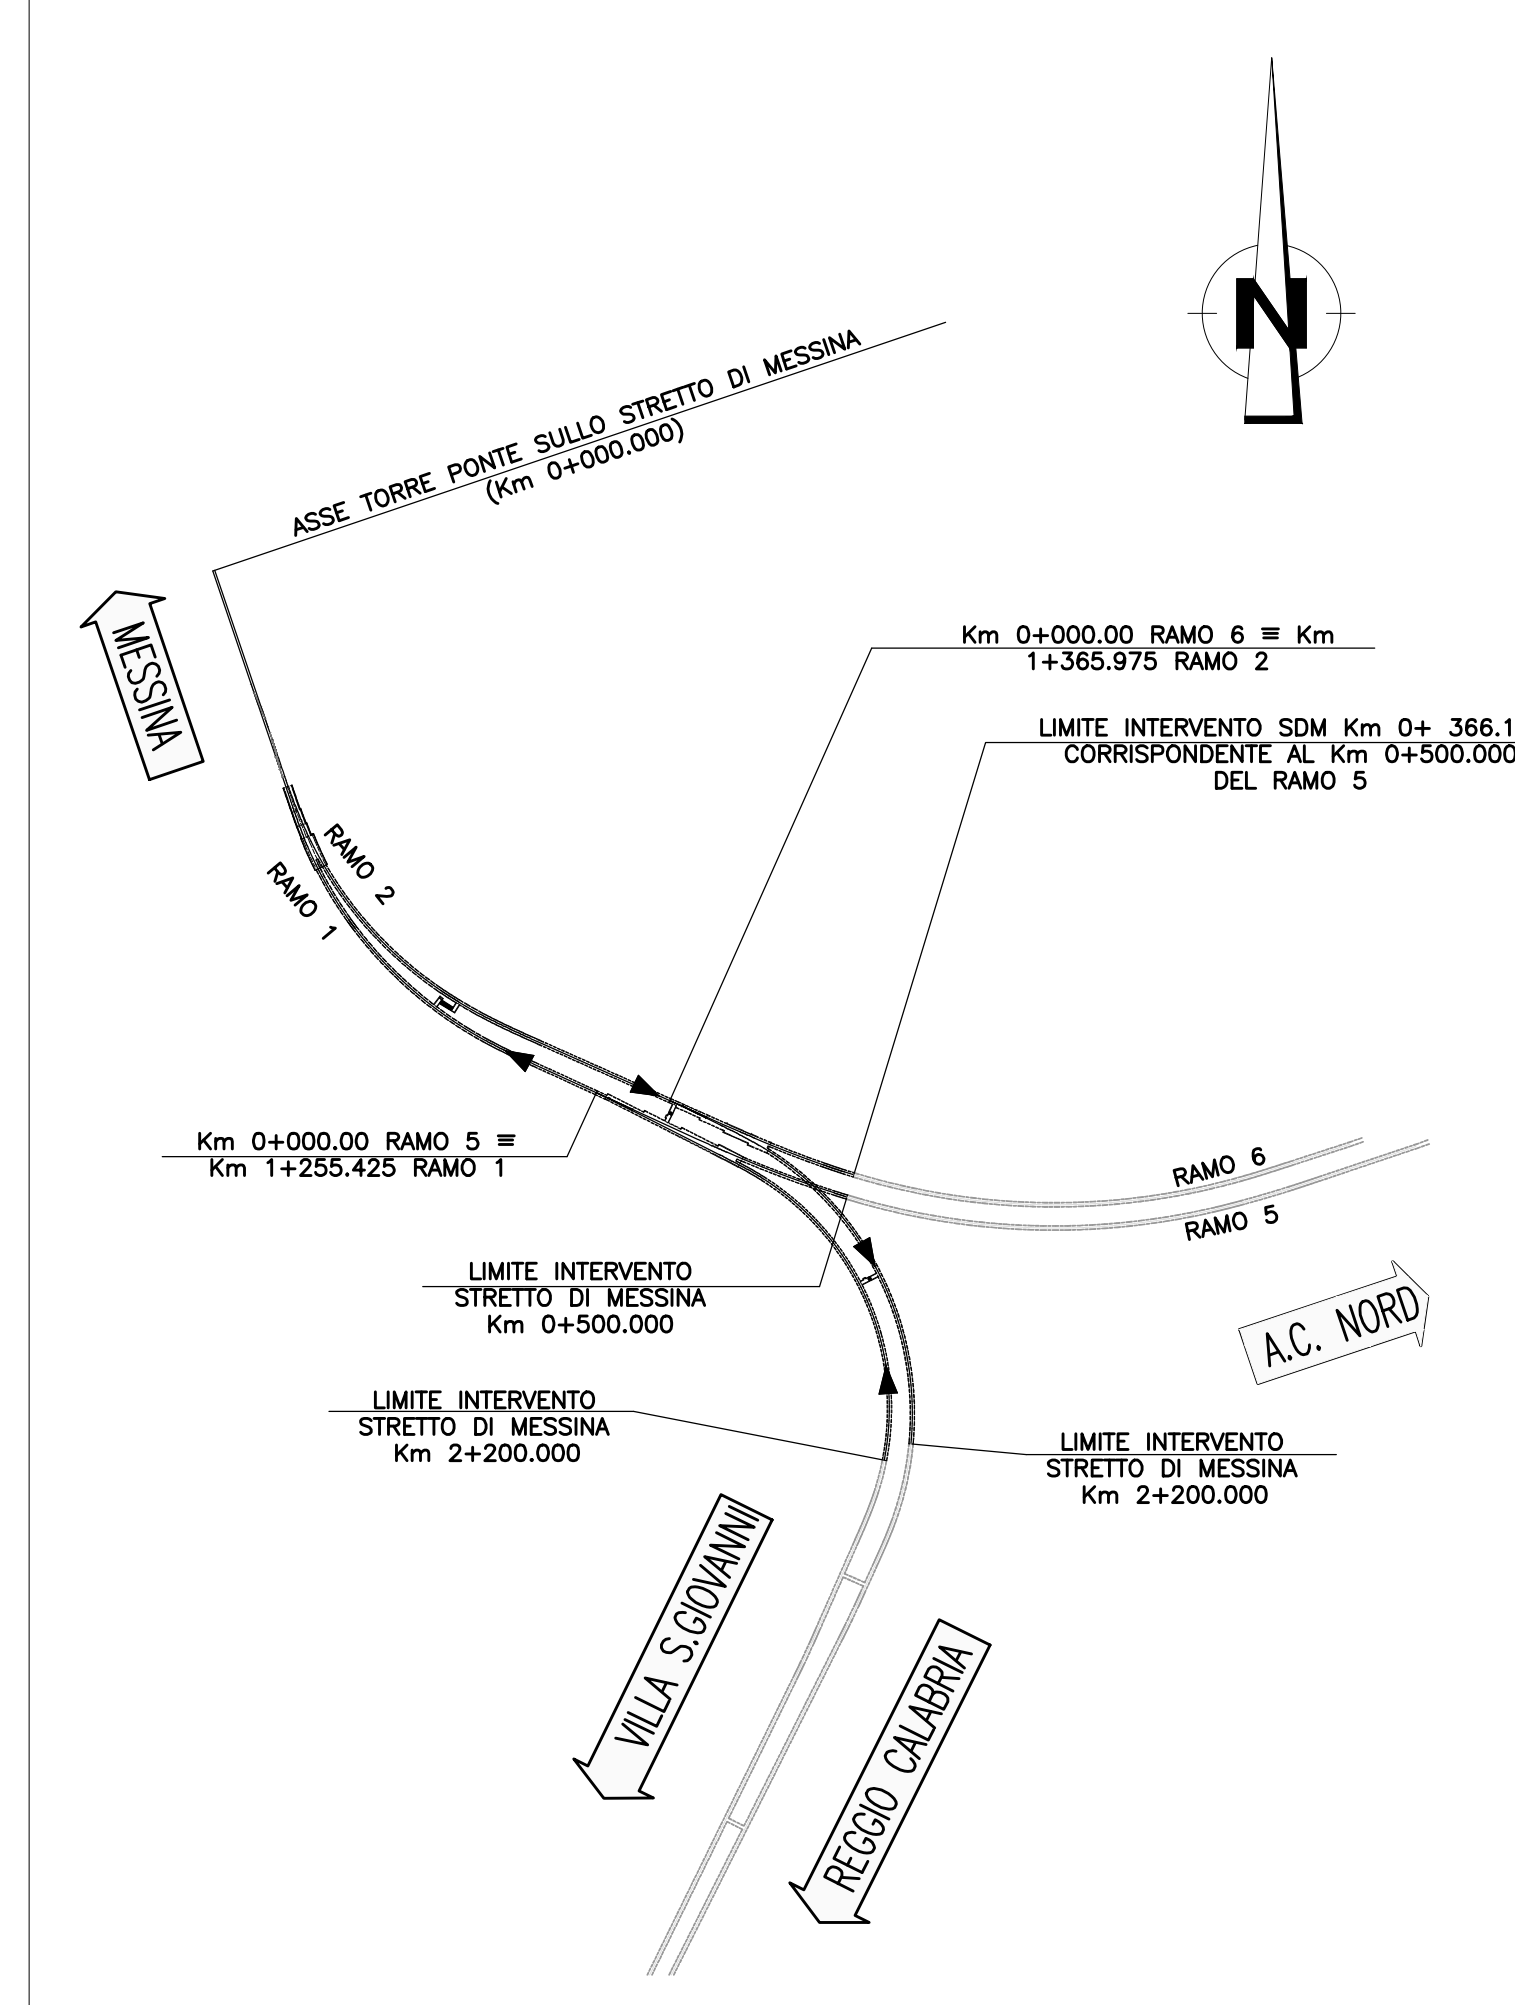 N
ASSE TORRE PONTE SULLO STRETTO DI MESSINA
(Km 0+000.000)
MESSINA
Km 0+000.00 RAMO 6 ≡ Km
1+365.975 RAMO 2
LIMITE INTERVENTO SDM Km 0+ 366.1
CORRISPONDENTE AL Km 0+500.000
DEL RAMO 5
RAMO 2
RAMO 1
Km 0+000.00 RAMO 5 ≡
Km 1+255.425 RAMO 1
RAMO 6
RAMO 5
LIMITE INTERVENTO
STRETTO DI MESSINA
Km 0+500.000
A.C. NORD
LIMITE INTERVENTO
STRETTO DI MESSINA
Km 2+200.000
LIMITE INTERVENTO
STRETTO DI MESSINA
Km 2+200.000
VILLA S.GIOVANNI
REGGIO CALABRIA